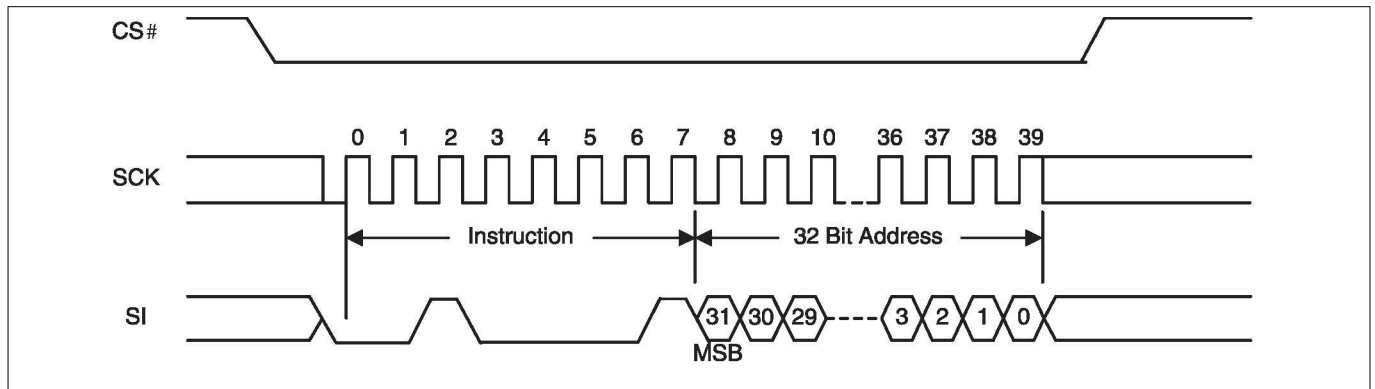 CS#
0 1 2 3 4 5 6 7 8 9 10 36 37 38 39
SCK
Instruction 32 Bit Address
SI
31 30 29 3 2 1 0
MSB